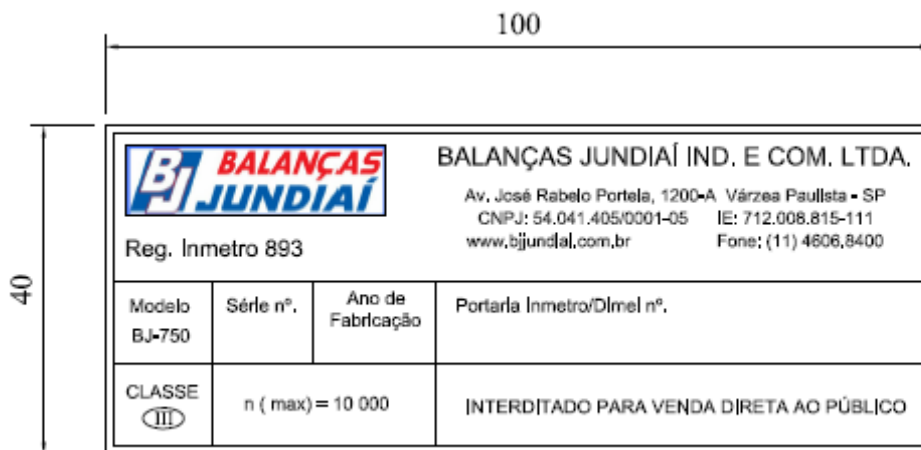 100
40
BJ BALANÇAS
JUNDIAÍ
Reg. Inmetro 893
BALANÇAS JUNDIAÍ IND. E COM. LTDA.
Av. José Rabelo Portela, 1200-A Várzea Paulista - SP
CNPJ: 54.041.405/0001-05 IE: 712.008.815-111
www.bjjundiai.com.br Fone: (11) 4606.8400
Modelo
BJ-750
Série nº.
Ano de
Fabricação
Portaria Inmetro/Dimel nº.
CLASSE
III
n ( max) = 10 000
INTERDITADO PARA VENDA DIRETA AO PÚBLICO